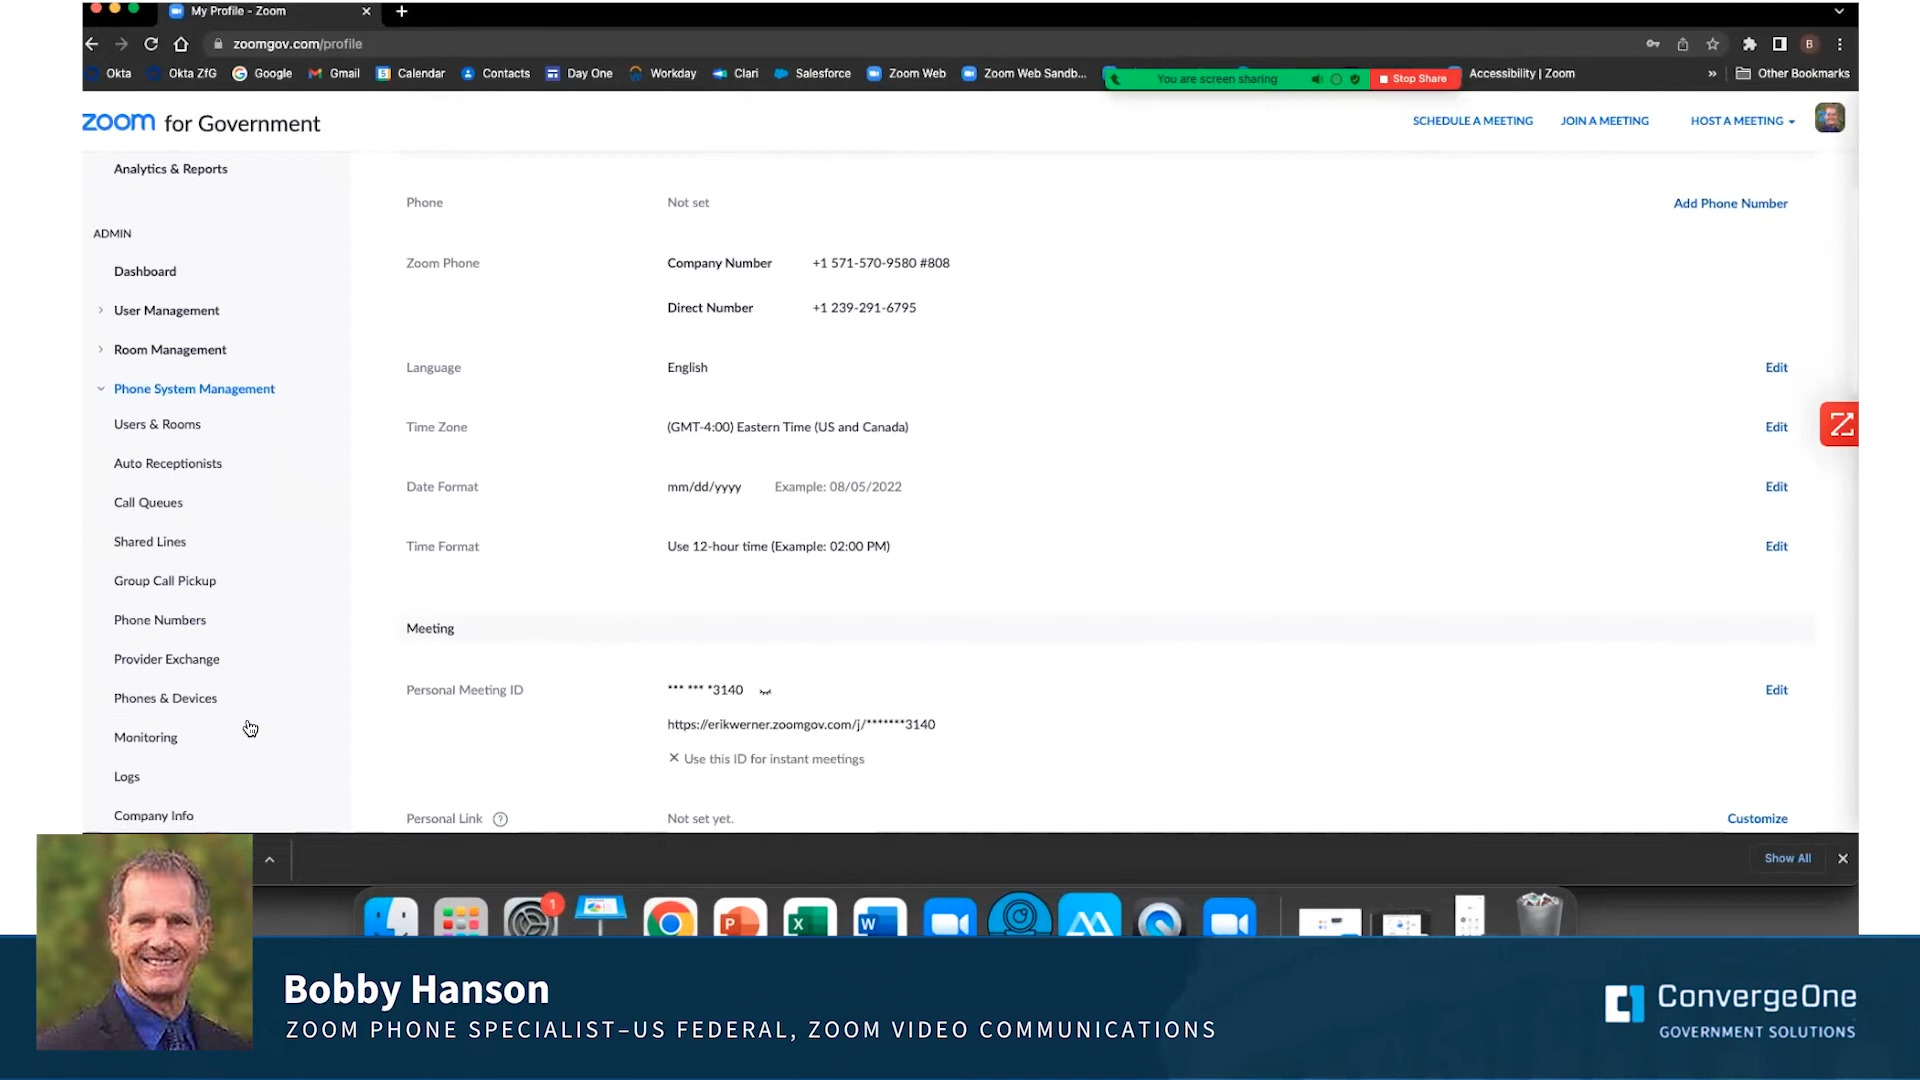 My Profile - Zoom
zoomgov.com/profile
B
Okta
Okta ZfG
Google
Gmail
Calendar
Contacts
Day One
Workday
Clari
Salesforce
Zoom Web
Zoom Web Sandb...
You are screen sharing
Stop Share
Accessibility | Zoom
»
Other Bookmarks
zoom for Government
SCHEDULE A MEETING
JOIN A MEETING
HOST A MEETING
Analytics & Reports
ADMIN
Dashboard
User Management
Room Management
Phone System Management
Users & Rooms
Auto Receptionists
Call Queues
Shared Lines
Group Call Pickup
Phone Numbers
Provider Exchange
Phones & Devices
Monitoring
Logs
Company Info
Phone Not set Add Phone Number
Zoom Phone Company Number +1 571-570-9580 #808
Direct Number +1 239-291-6795
Language English Edit
Time Zone (GMT-4:00) Eastern Time (US and Canada) Edit
Date Format mm/dd/yyyy Example: 08/05/2022 Edit
Time Format Use 12-hour time (Example: 02:00 PM) Edit
Meeting
Personal Meeting ID *** *** *3140 Edit
https://erikwerner.zoomgov.com/j/*******3140
Use this ID for instant meetings
Personal Link ? Not set yet. Customize
Show All
1
P
X
W
Bobby Hanson
ZOOM PHONE SPECIALIST–US FEDERAL, ZOOM VIDEO COMMUNICATIONS
ConvergeOne
GOVERNMENT SOLUTIONS